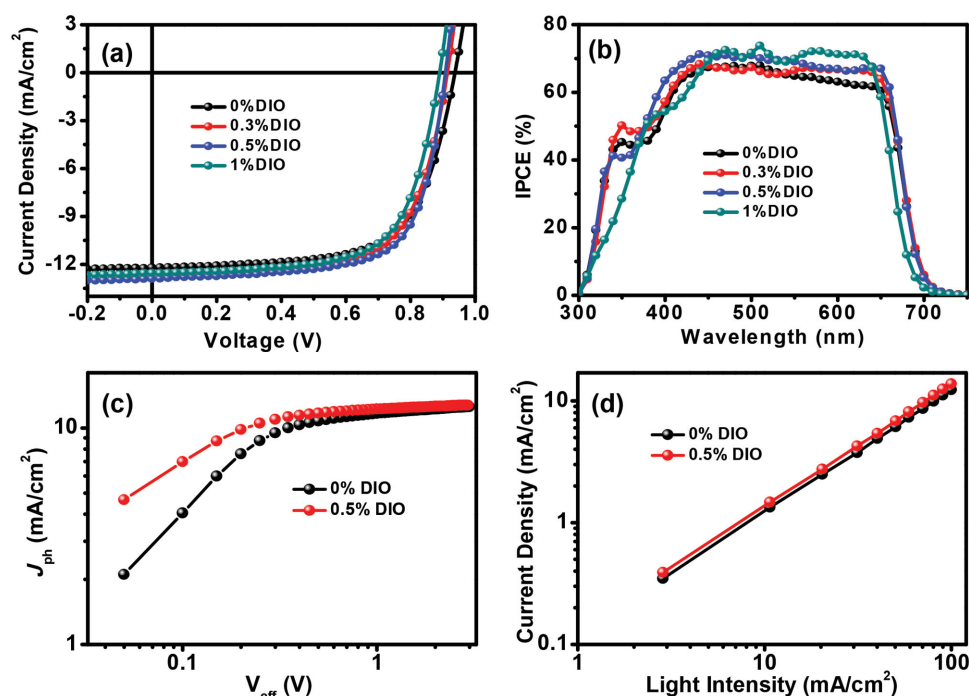 (a)
3
0
-3
-6
-9
-12
Current Density (mA/cm²)
0%DIO
0.3%DIO
0.5%DIO
1%DIO
-0.2 0.0 0.2 0.4 0.6 0.8 1.0
Voltage (V)
(b)
80
60
40
20
0
IPCE (%)
0%DIO
0.3%DIO
0.5%DIO
1%DIO
300 400 500 600 700
Wavelength (nm)
(c)
10
1
J_ph (mA/cm²)
0% DIO
0.5% DIO
0.1 1
V_eff (V)
(d)
10
1
0.1
Current Density (mA/cm²)
0% DIO
0.5% DIO
1 10 100
Light Intensity (mA/cm²)